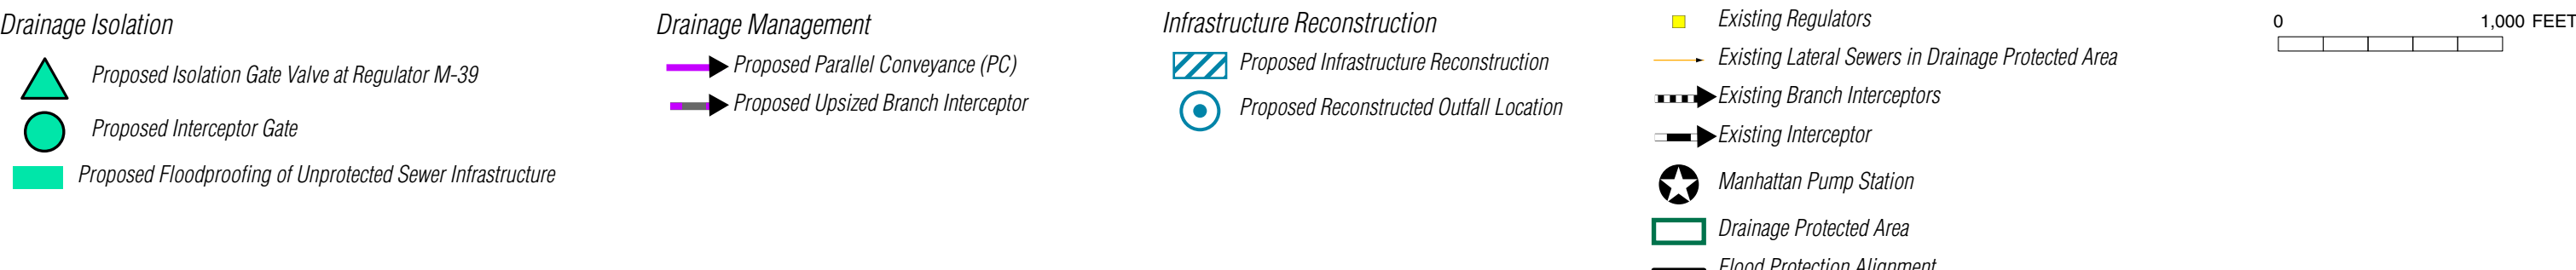 Drainage Isolation
Proposed Isolation Gate Valve at Regulator M-39
Proposed Interceptor Gate
Proposed Floodproofing of Unprotected Sewer Infrastructure
Drainage Management
Proposed Parallel Conveyance (PC)
Proposed Upsized Branch Interceptor
Infrastructure Reconstruction
Proposed Infrastructure Reconstruction
Proposed Reconstructed Outfall Location
Existing Regulators
Existing Lateral Sewers in Drainage Protected Area
Existing Branch Interceptors
Existing Interceptor
Manhattan Pump Station
Drainage Protected Area
Flood Protection Alignment
0 1,000 FEET